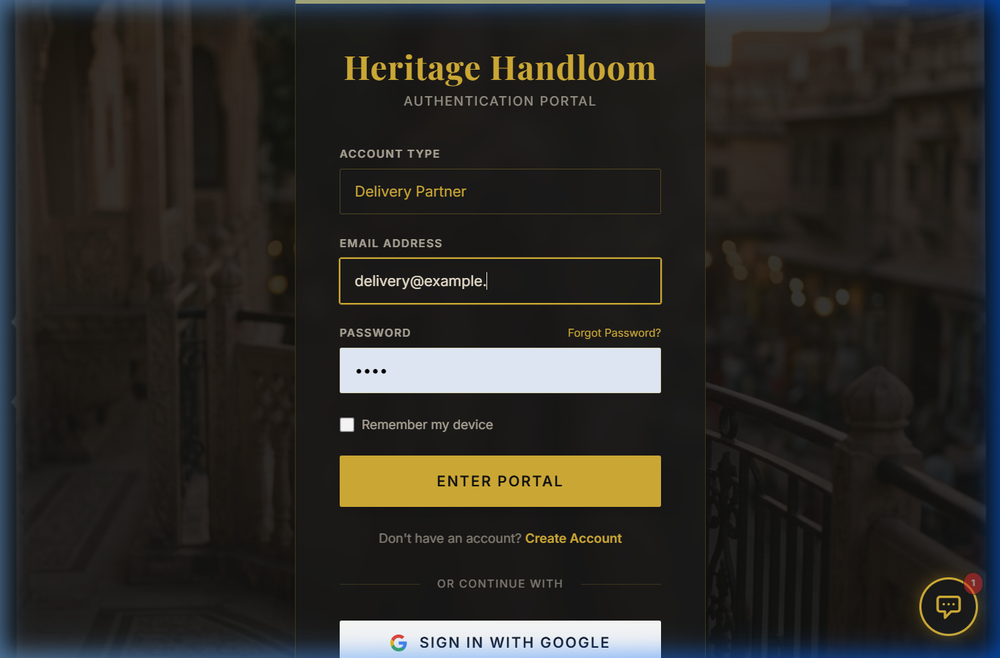 Heritage Handloom
AUTHENTICATION PORTAL
ACCOUNT TYPE
Delivery Partner
EMAIL ADDRESS
delivery@example.
PASSWORD Forgot Password?
••••
Remember my device
ENTER PORTAL
Don't have an account? Create Account
OR CONTINUE WITH
1
SIGN IN WITH GOOGLE